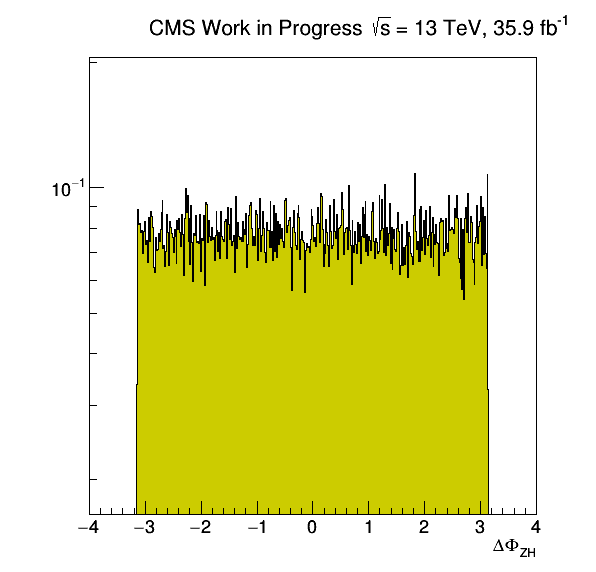 CMS Work in Progress √s = 13 TeV, 35.9 fb⁻¹
10⁻¹
−4 −3 −2 −1 0 1 2 3 4
ΔΦ_ZH